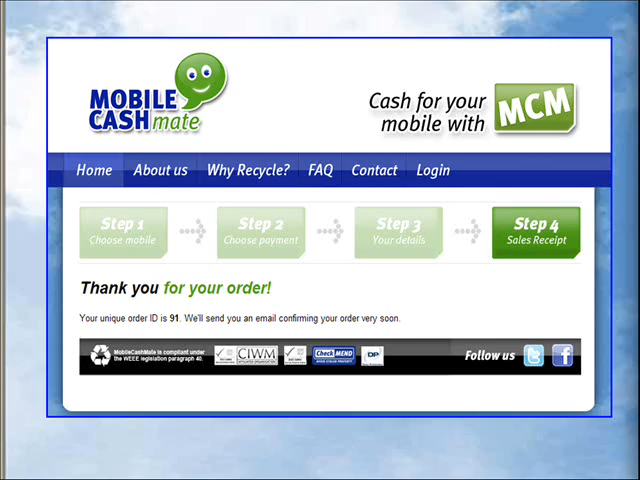 MOBILE
CASH mate
Cash for your
mobile with
MCM
Home About us Why Recycle? FAQ Contact Login
Step 1
Choose mobile
Step 2
Choose payment
Step 3
Your details
Step 4
Sales Receipt
Thank you for your order!
Your unique order ID is 91. We'll send you an email confirming your order very soon.
MobileCashMate is compliant under
the WEEE legislation paragraph 40.
CIWM
CheckMEND
DP
Follow us